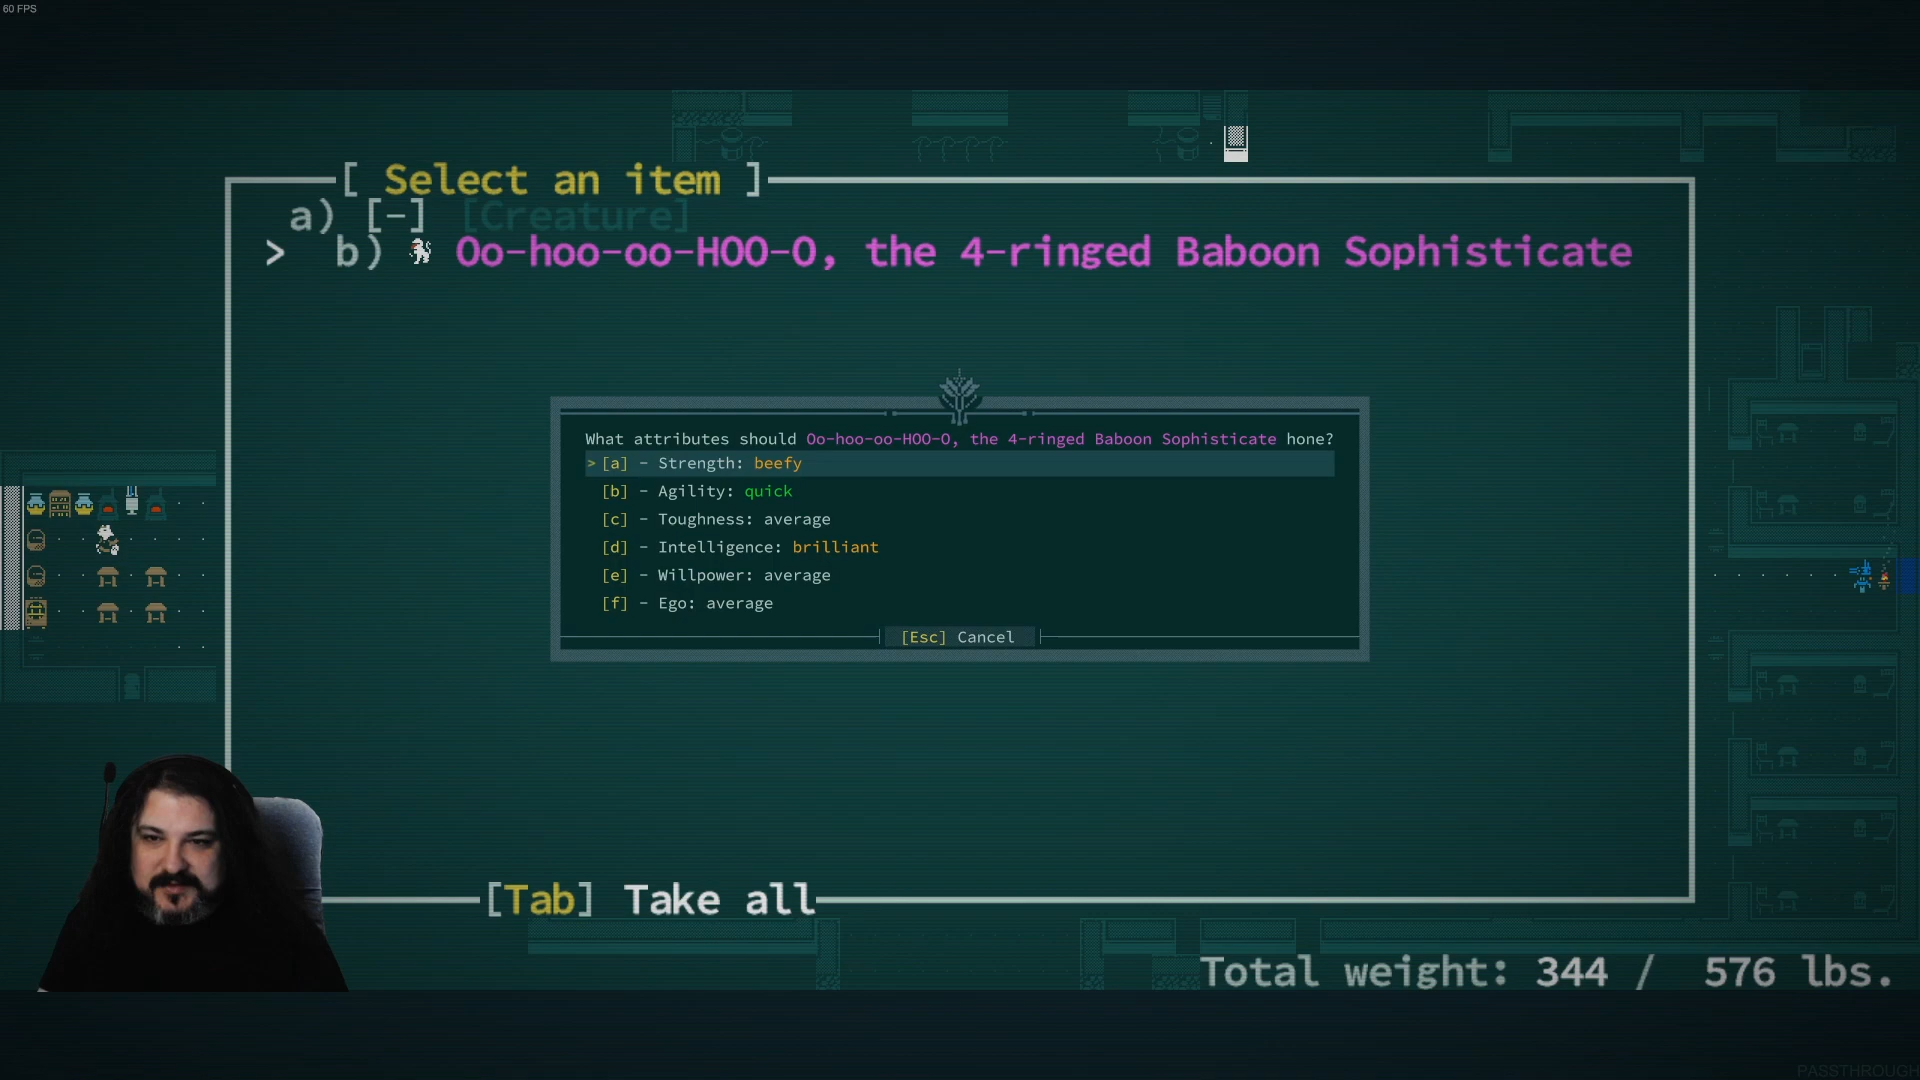 60 FPS
[ Select an item ]
a) [-] [Creature]
> b) Oo-hoo-oo-HOO-O, the 4-ringed Baboon Sophisticate
What attributes should Oo-hoo-oo-HOO-O, the 4-ringed Baboon Sophisticate hone?
> [a] - Strength: beefy
[b] - Agility: quick
[c] - Toughness: average
[d] - Intelligence: brilliant
[e] - Willpower: average
[f] - Ego: average
[Esc] Cancel
[Tab] Take all
Total weight: 344 / 576 lbs.
PASSTHROUGH